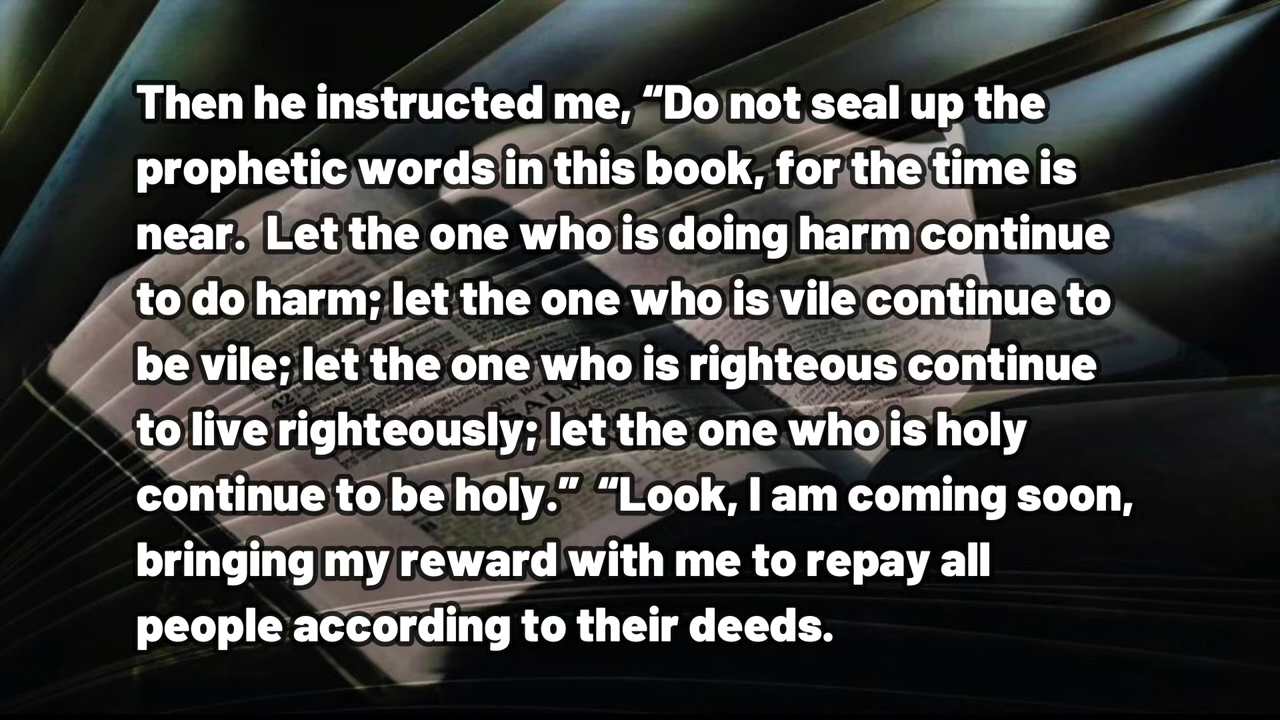 Then he instructed me, “Do not seal up the
prophetic words in this book, for the time is
near.  Let the one who is doing harm continue
to do harm; let the one who is vile continue to
be vile; let the one who is righteous continue
to live righteously; let the one who is holy
continue to be holy.”  “Look, I am coming soon,
bringing my reward with me to repay all
people according to their deeds.